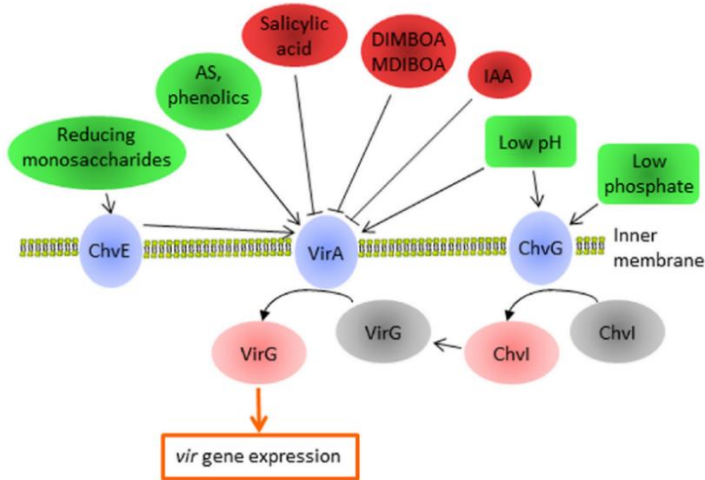 Salicylic
acid
DIMBOA
MDIBOA
AS,
phenolics
IAA
Reducing
monosaccharides
Low pH
Low
phosphate
ChvE
VirA
ChvG
Inner
membrane
VirG
VirG
ChvI
ChvI
vir gene expression